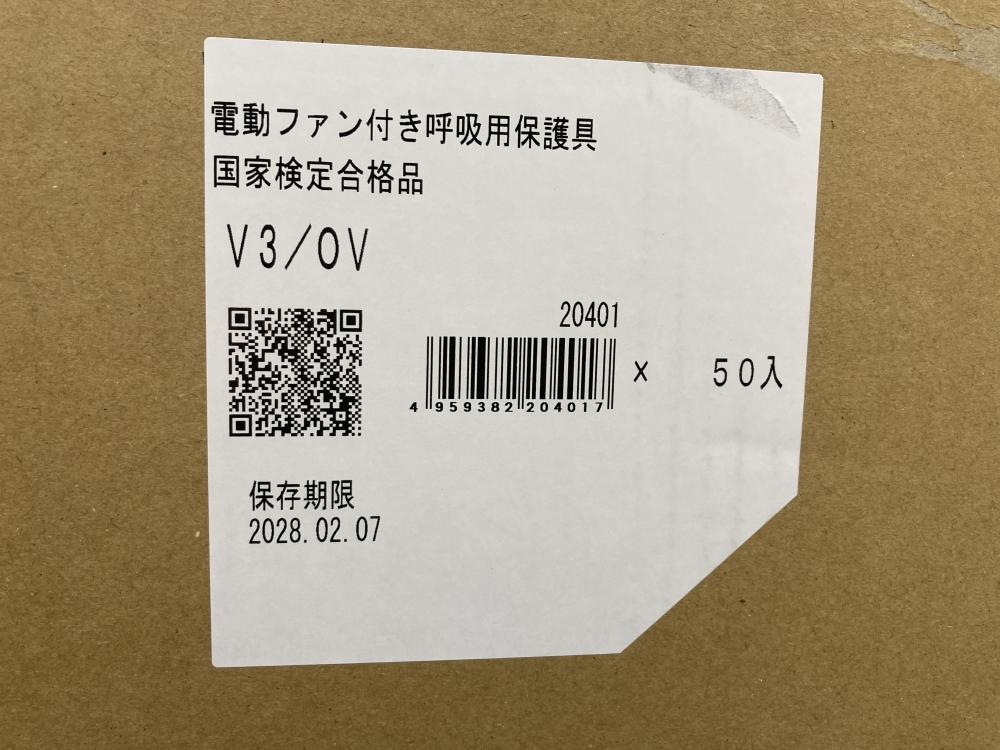 電動ファン付き呼吸用保護具
国家検定合格品
V3/OV
20401
× 50入
4 959382 204017
保存期限
2028.02.07